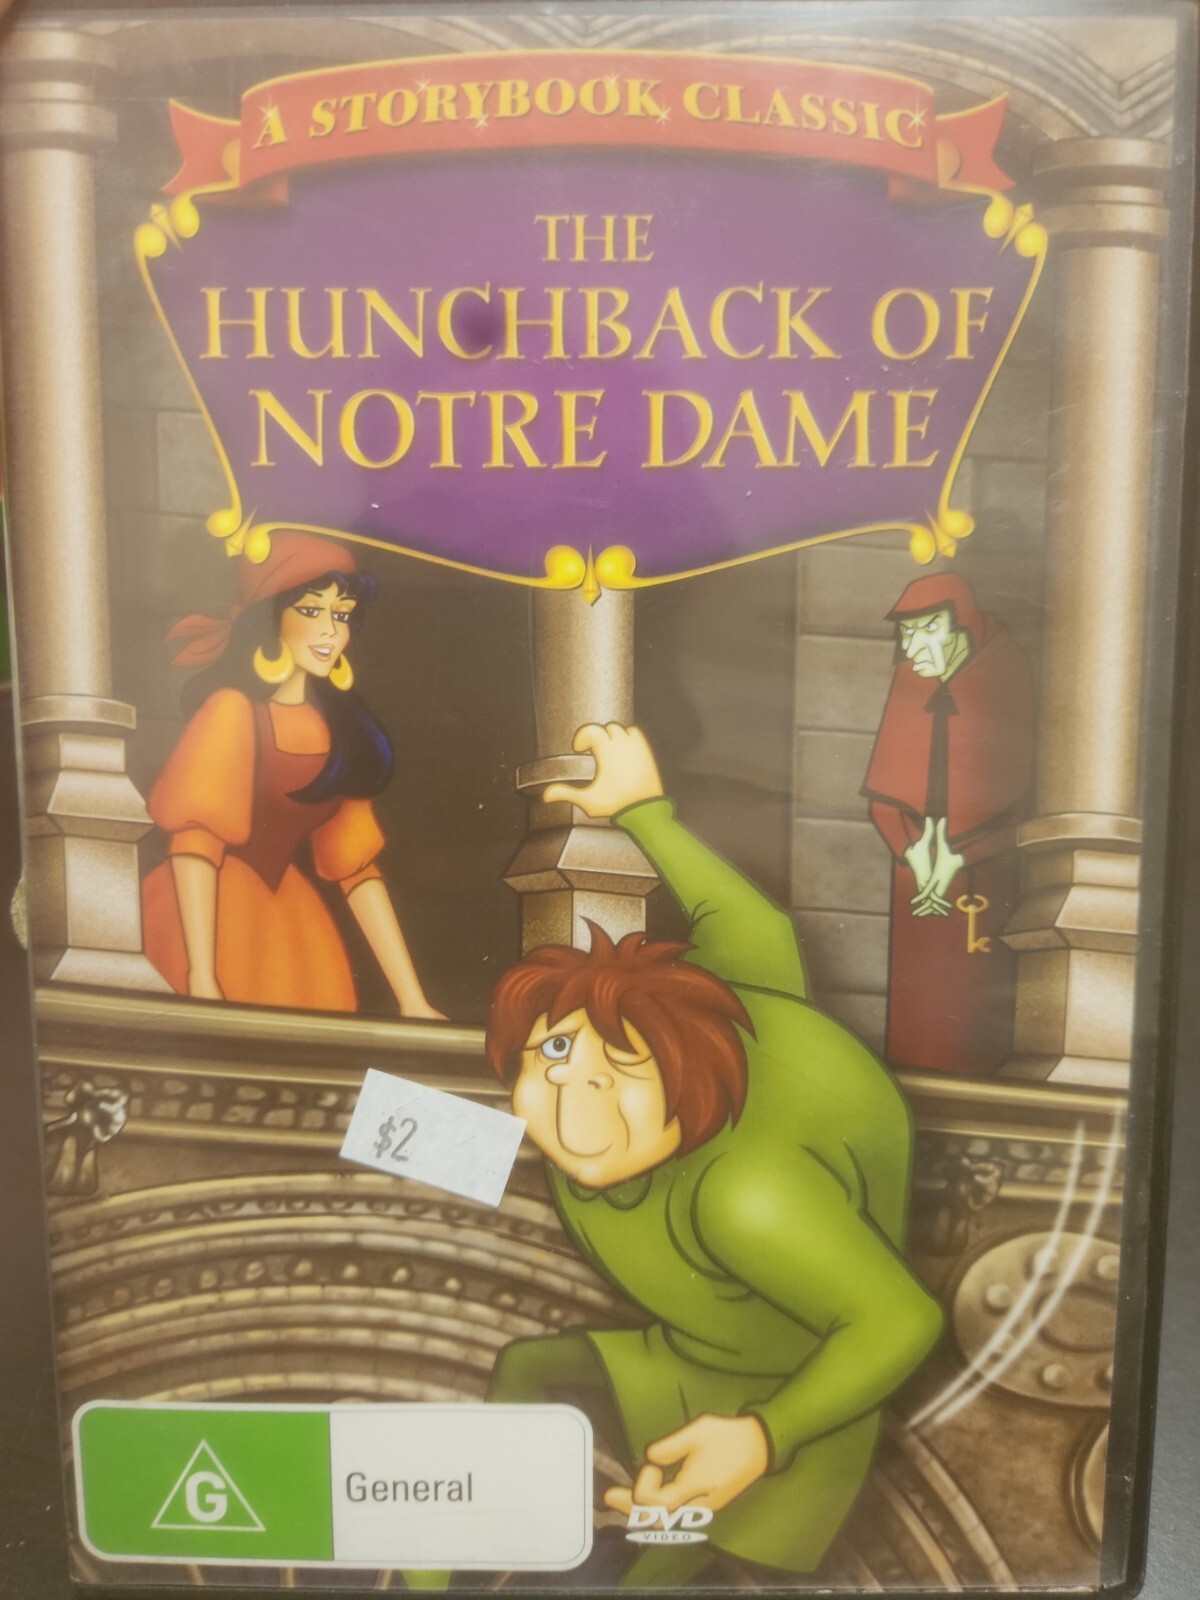 A STORYBOOK CLASSIC
THE
HUNCHBACK OF
NOTRE DAME
$2
G
General
DVD
VIDEO